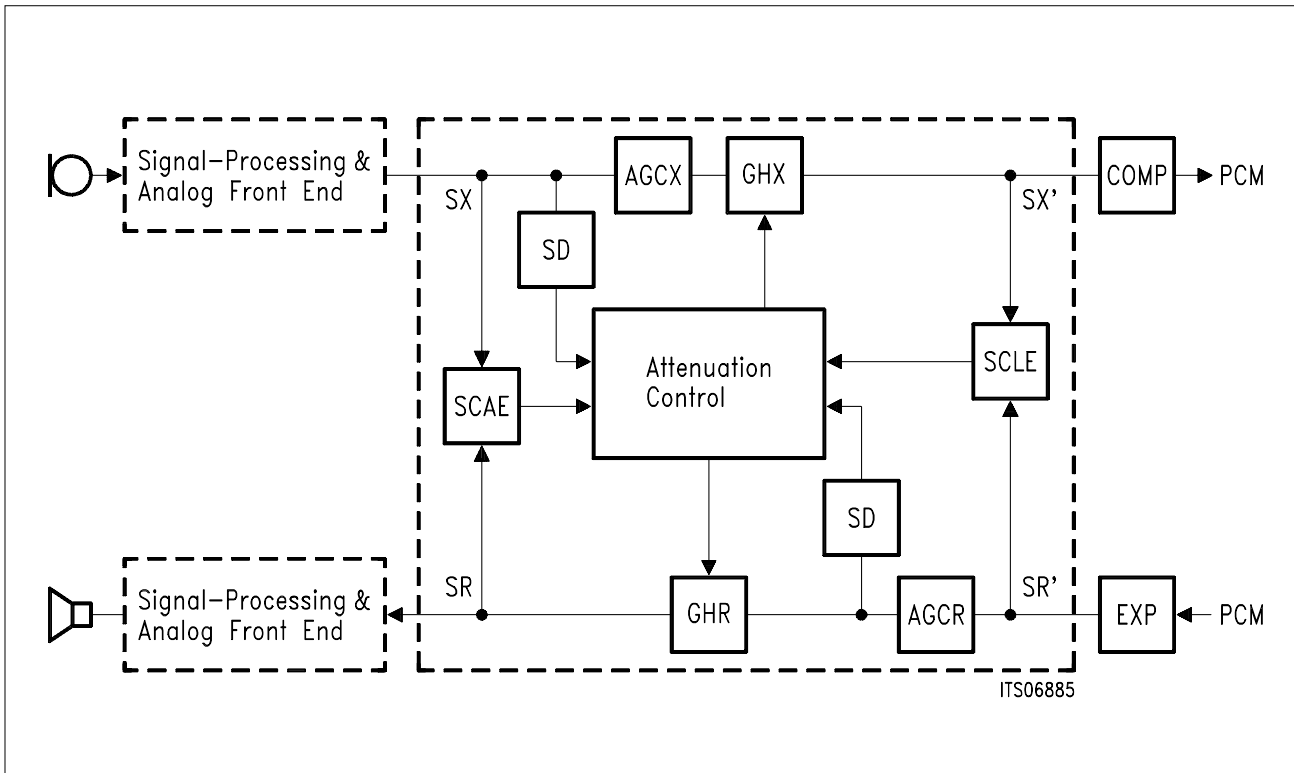 Signal-Processing &
Analog Front End
SX
AGCX
GHX
SX'
COMP
PCM
SD
Attenuation
Control
SCAE
SCLE
SD
Signal-Processing &
Analog Front End
SR
GHR
AGCR
SR'
EXP
PCM
ITS06885